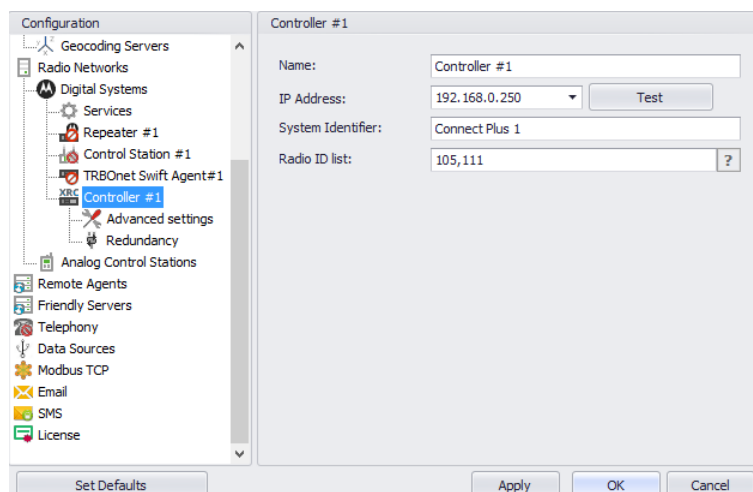 Configuration
Geocoding Servers
Radio Networks
Digital Systems
Services
Repeater #1
Control Station #1
TRBOnet Swift Agent#1
XRC Controller #1
Advanced settings
Redundancy
Analog Control Stations
Remote Agents
Friendly Servers
Telephony
Data Sources
Modbus TCP
Email
SMS
License
Controller #1
Name: Controller #1
IP Address: 192.168.0.250 Test
System Identifier: Connect Plus 1
Radio ID list: 105,111 ?
Set Defaults Apply OK Cancel